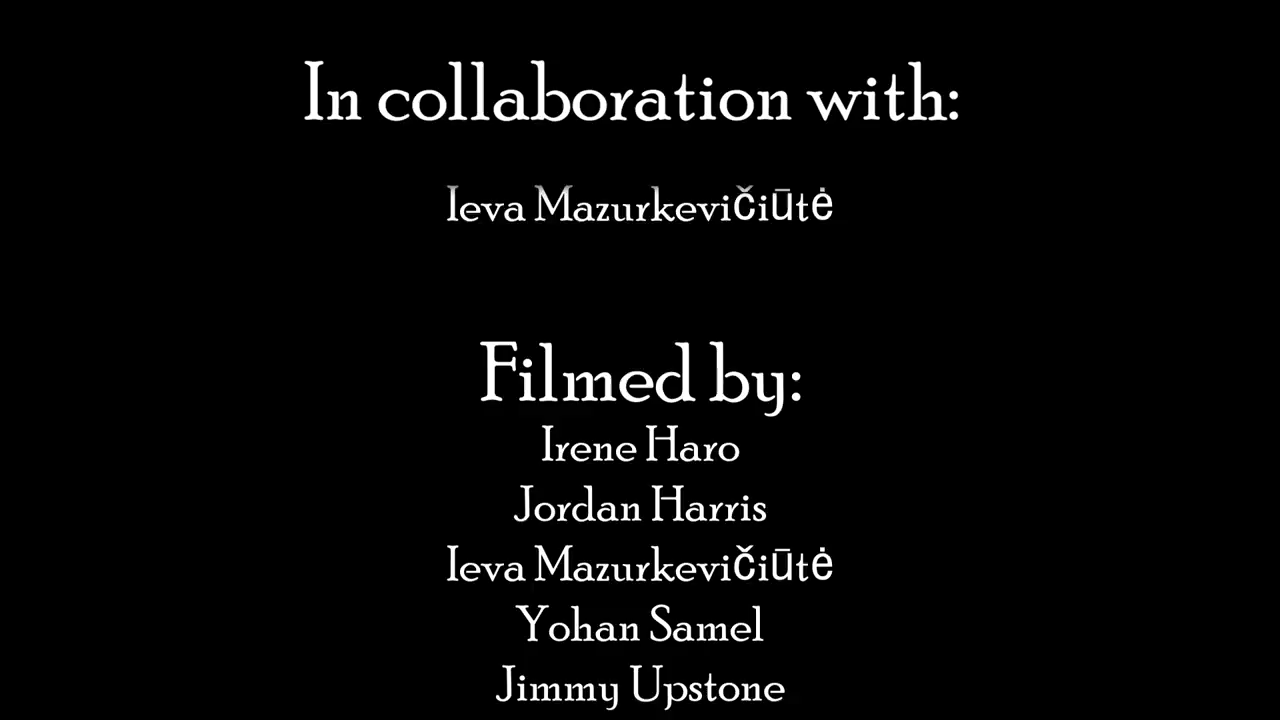 In collaboration with:
Ieva Mazurkevičiūtė
Filmed by:
Irene Haro
Jordan Harris
Ieva Mazurkevičiūtė
Yohan Samel
Jimmy Upstone